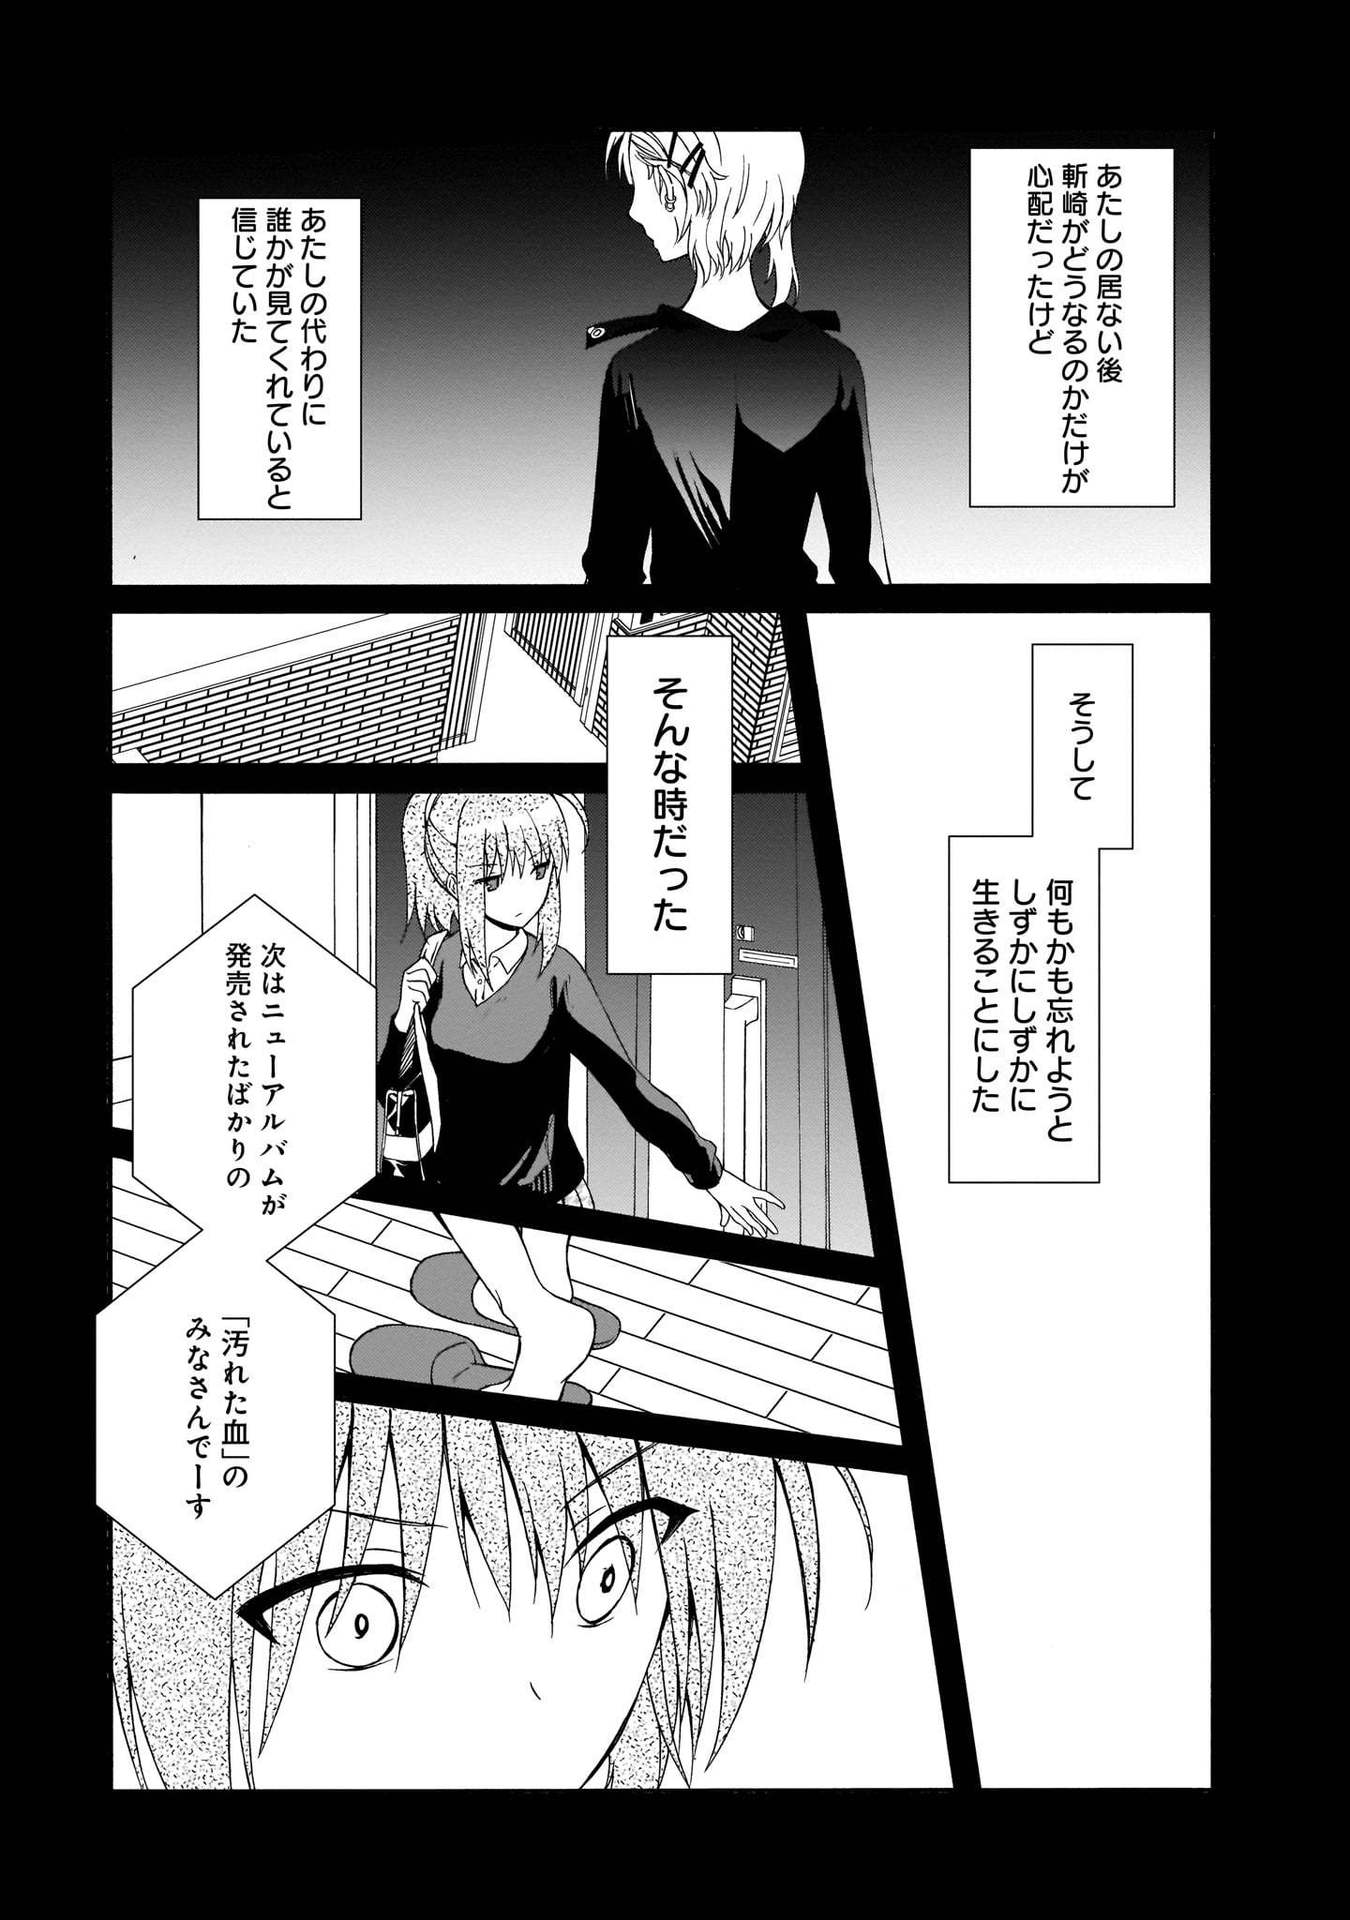 あたしの居ない後
斬崎がどうなるのかだけが
心配だったけど
あたしの代わりに
誰かが見てくれていると
信じていた
そうして
何もかも忘れようと
しずかにしずかに
生きることにした
そんな時だった
次はニューアルバムが
発売されたばかりの
「汚れた血」の
みなさんでーす